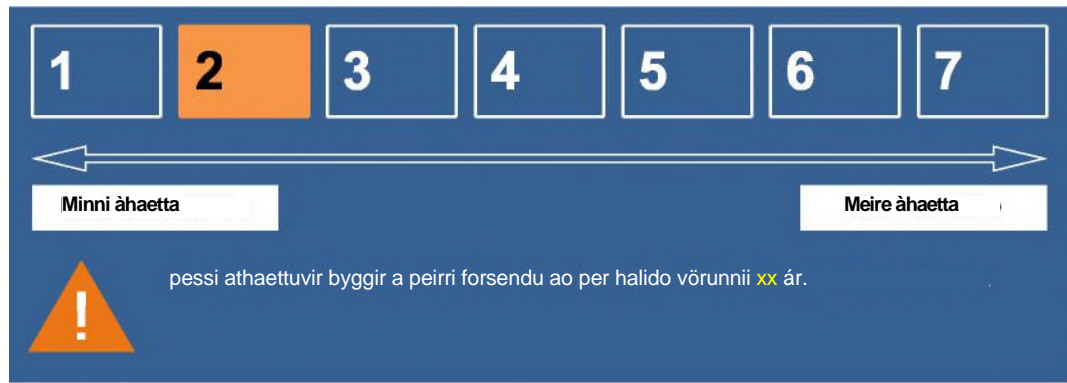 1 2 3 4 5 6 7
Minni àhaetta Meire àhaetta
! pessi athaettuvir byggir a peirri forsendu ao per halido vörunnii xx ár.